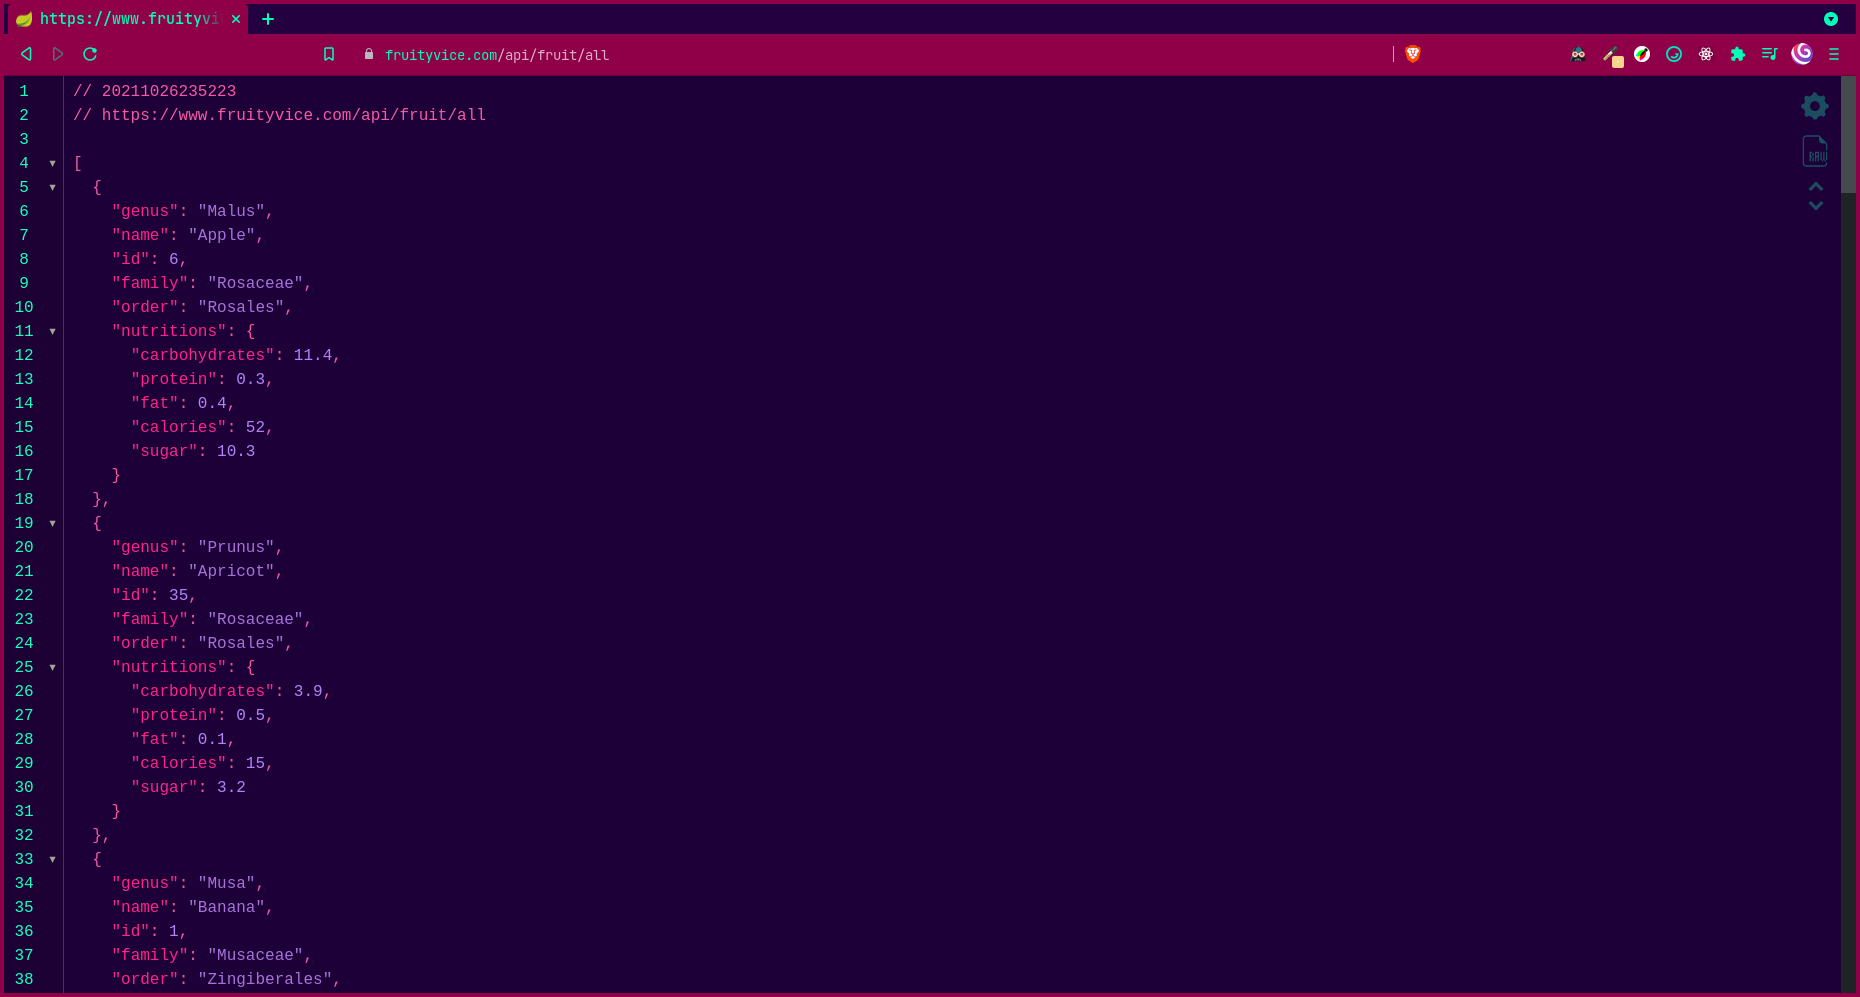 https://www.fruityvic
fruityvice.com/api/fruit/all
1 // 20211026235223
2 // https://www.fruityvice.com/api/fruit/all
3
4 [
5 {
6 "genus": "Malus",
7 "name": "Apple",
8 "id": 6,
9 "family": "Rosaceae",
10 "order": "Rosales",
11 "nutritions": {
12 "carbohydrates": 11.4,
13 "protein": 0.3,
14 "fat": 0.4,
15 "calories": 52,
16 "sugar": 10.3
17 }
18 },
19 {
20 "genus": "Prunus",
21 "name": "Apricot",
22 "id": 35,
23 "family": "Rosaceae",
24 "order": "Rosales",
25 "nutritions": {
26 "carbohydrates": 3.9,
27 "protein": 0.5,
28 "fat": 0.1,
29 "calories": 15,
30 "sugar": 3.2
31 }
32 },
33 {
34 "genus": "Musa",
35 "name": "Banana",
36 "id": 1,
37 "family": "Musaceae",
38 "order": "Zingiberales",
RAW